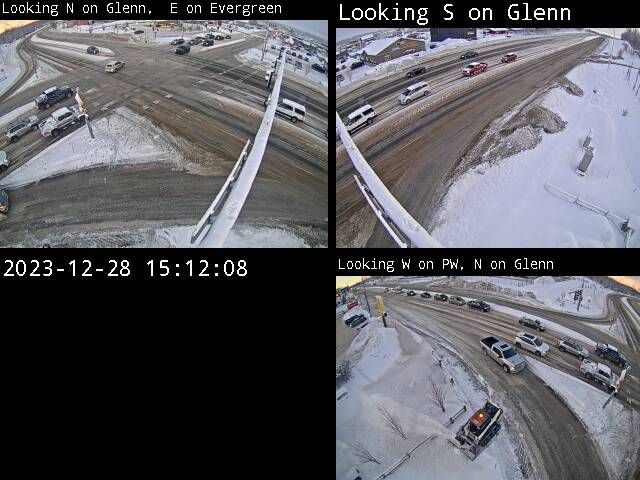 Looking N on Glenn,  E on Evergreen
Looking S on Glenn
2023-12-28 15:12:08
Looking W on PW, N on Glenn